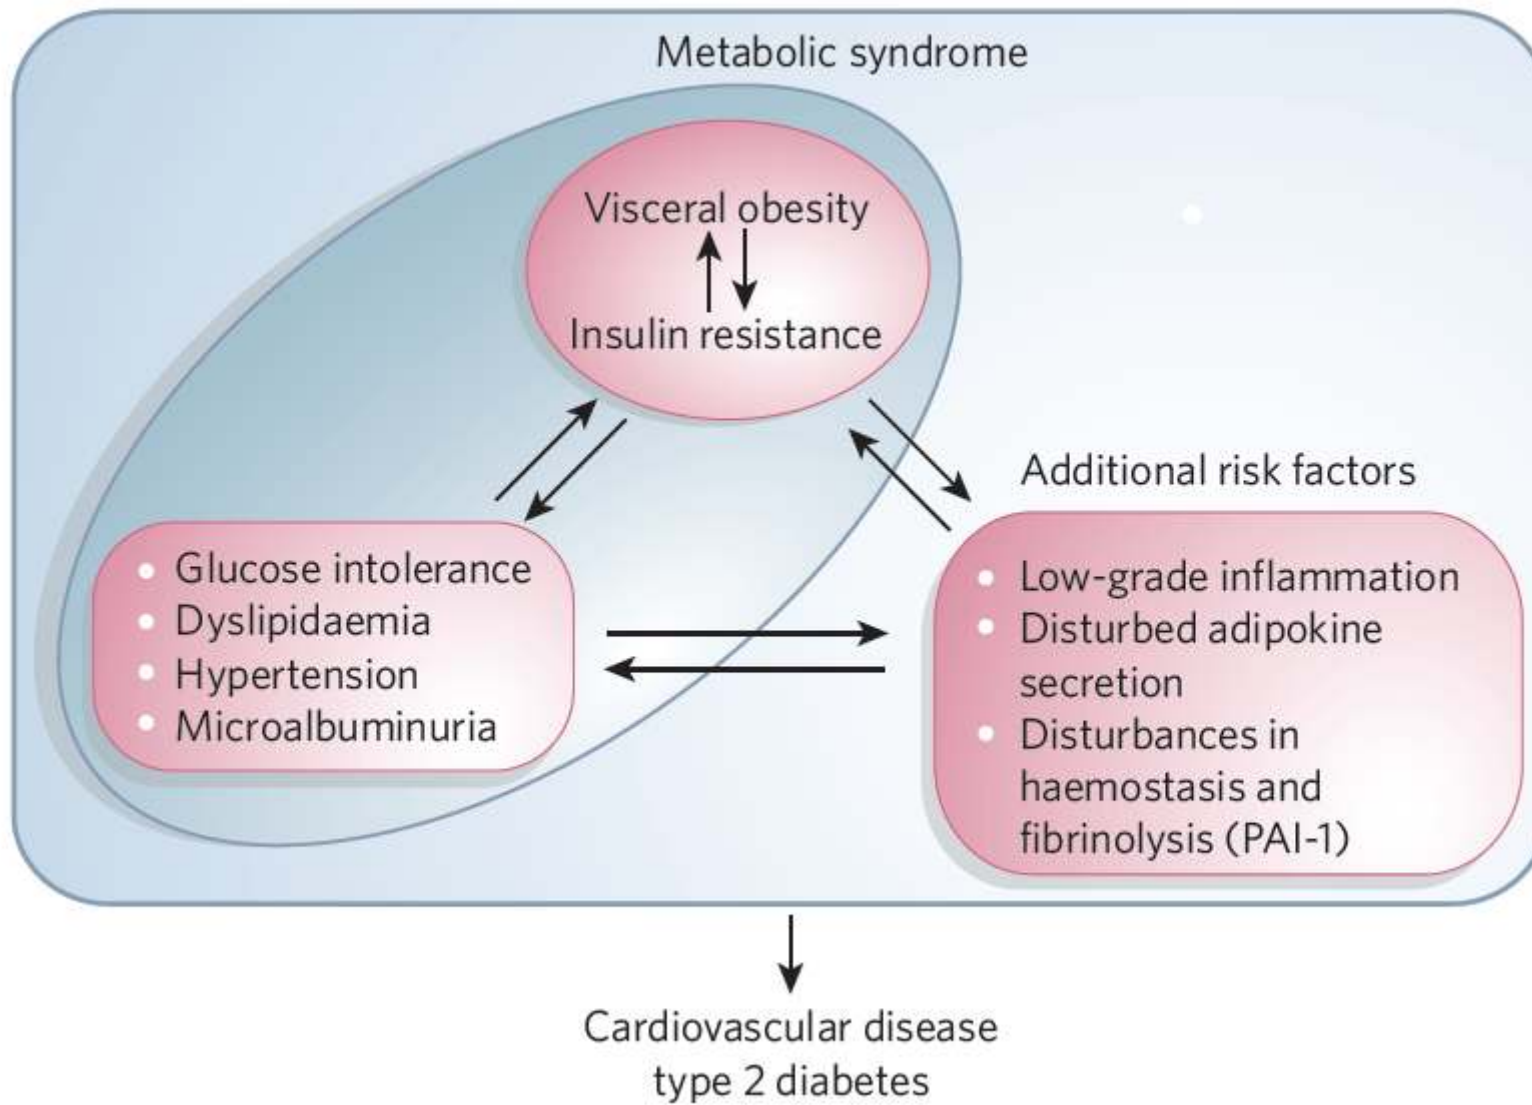 Metabolic syndrome
Visceral obesity
Insulin resistance
Glucose intolerance
Dyslipidaemia
Hypertension
Microalbuminuria
Additional risk factors
Low-grade inflammation
Disturbed adipokine
secretion
Disturbances in
haemostasis and
fibrinolysis (PAI-1)
Cardiovascular disease
type 2 diabetes